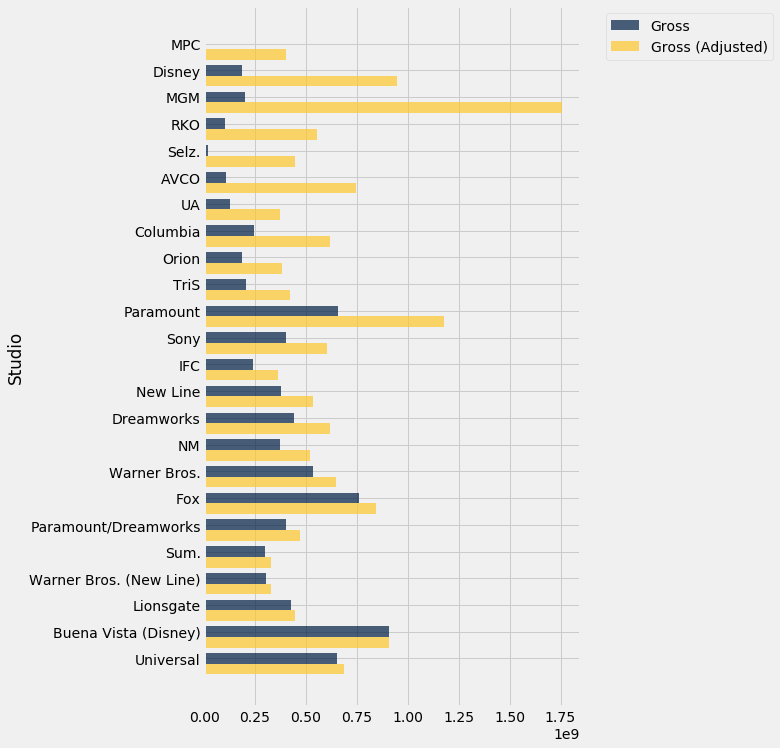 Gross
Gross (Adjusted)
MPC
Disney
MGM
RKO
Selz.
AVCO
UA
Columbia
Orion
TriS
Paramount
Sony
IFC
New Line
Dreamworks
NM
Warner Bros.
Fox
Paramount/Dreamworks
Sum.
Warner Bros. (New Line)
Lionsgate
Buena Vista (Disney)
Universal
Studio
0.00 0.25 0.50 0.75 1.00 1.25 1.50 1.75
1e9